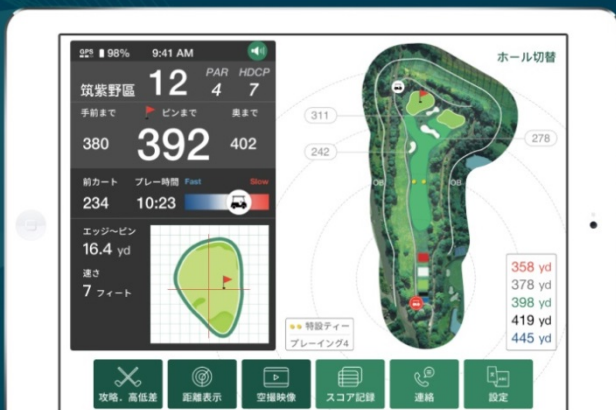 GPS 98% 9:41 AM
筑紫野區 12 PAR 4 HDCP 7
手前まで ピンまで 奥まで
380 392 402
前カート プレー時間 Fast Slow
234 10:23
エッジ〜ピン
16.4 yd
速さ
7 フィート
ホール切替
311
278
242
OB OB
358 yd
378 yd
398 yd
419 yd
445 yd
特設ティー
プレーイング4
攻略．高低差 距離表示 空撮映像 スコア記録 連絡 設定